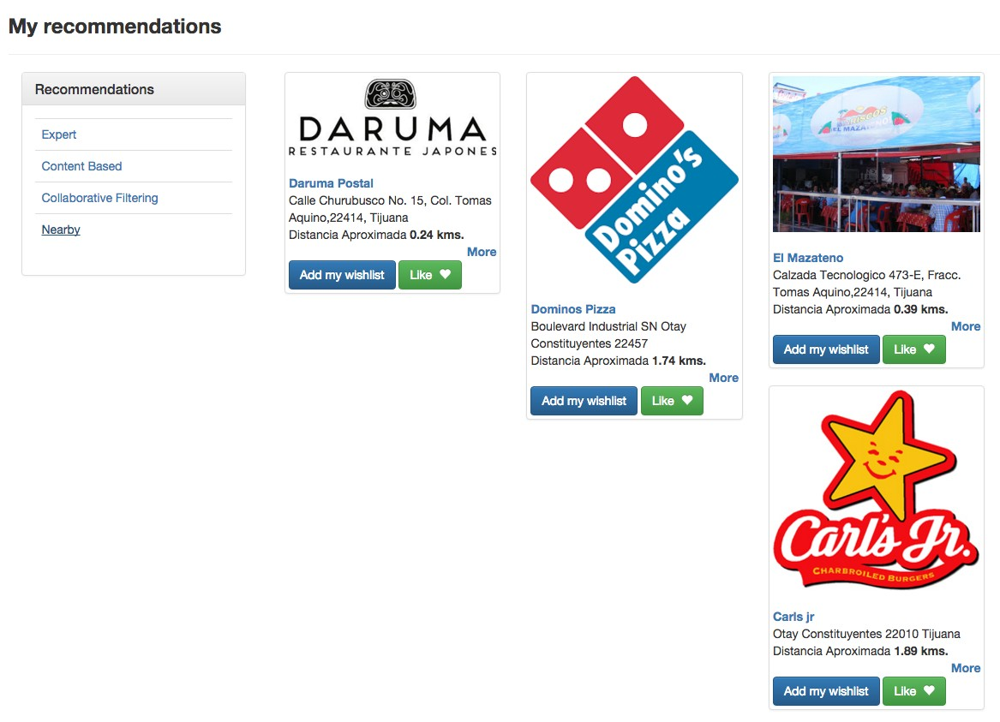 My recommendations
Recommendations
Expert
Content Based
Collaborative Filtering
Nearby
DARUMA
RESTAURANTE JAPONES
Daruma Postal
Calle Churubusco No. 15, Col. Tomas
Aquino,22414, Tijuana
Distancia Aproximada 0.24 kms.
More
Add my wishlist
Like
Domino's
Pizza
Dominos Pizza
Boulevard Industrial SN Otay
Constituyentes 22457
Distancia Aproximada 1.74 kms.
More
Add my wishlist
Like
EL MAZATENO
El Mazateno
Calzada Tecnologico 473-E, Fracc.
Tomas Aquino,22414, Tijuana
Distancia Aproximada 0.39 kms.
More
Add my wishlist
Like
Carl's Jr.
CHARBROILED BURGERS
Carls jr
Otay Constituyentes 22010 Tijuana
Distancia Aproximada 1.89 kms.
More
Add my wishlist
Like